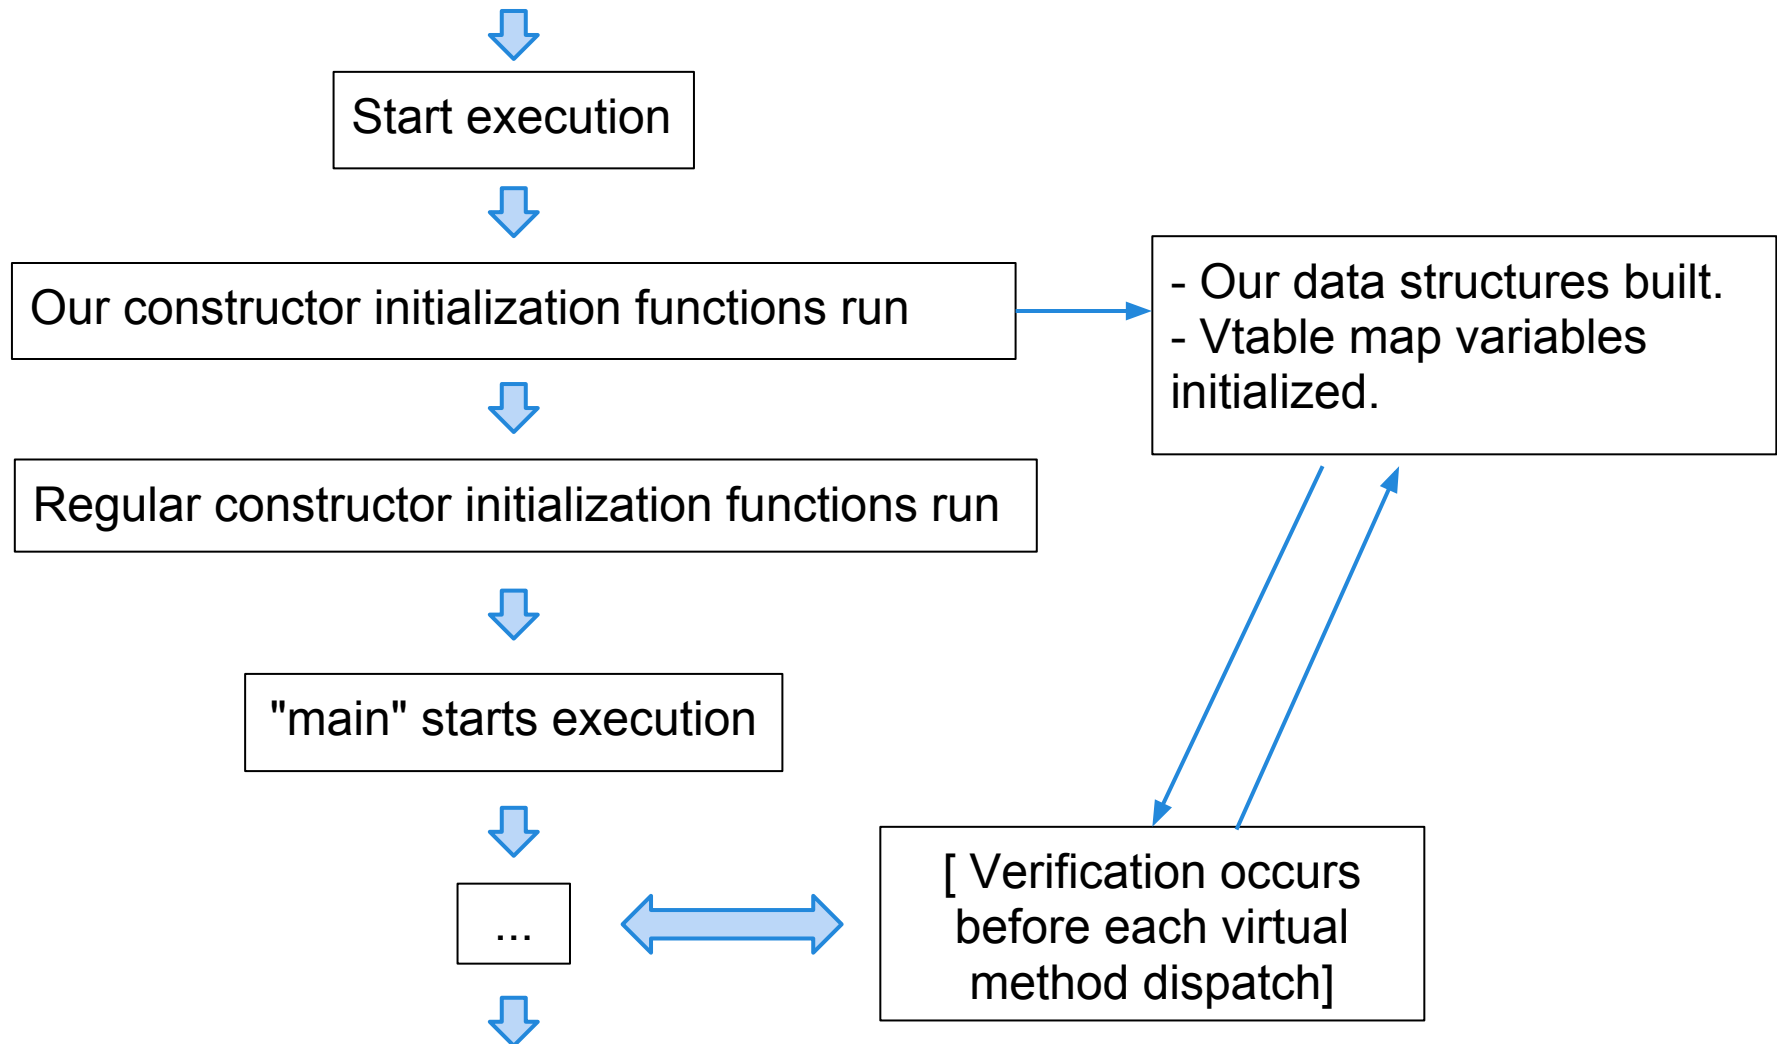 Start execution
Our constructor initialization functions run
- Our data structures built.
- Vtable map variables
initialized.
Regular constructor initialization functions run
"main" starts execution
...
[ Verification occurs
before each virtual
method dispatch]